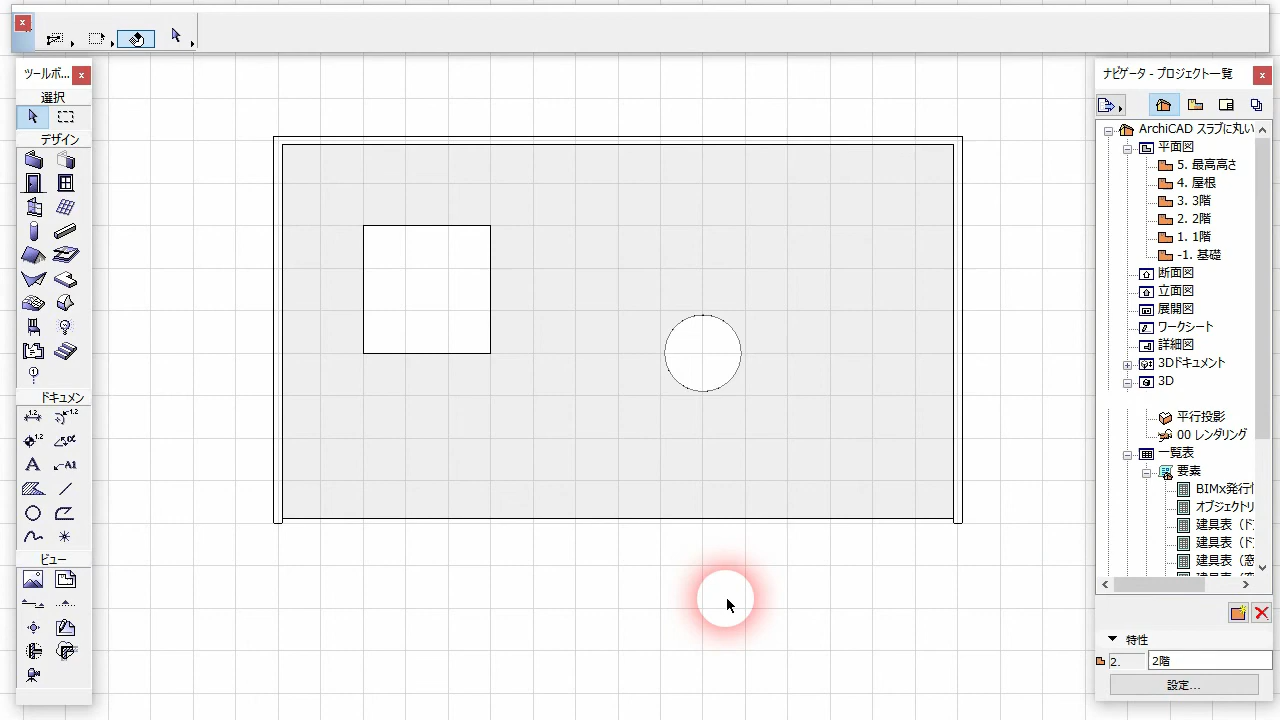 ツールボ...
選択
デザイン
ドキュメン
ビュー
ナビゲータ - プロジェクト一覧
ArchiCAD スラブに丸い
平面図
5. 最高高さ
4. 屋根
3. 3階
2. 2階
1. 1階
-1. 基礎
断面図
立面図
展開図
ワークシート
詳細図
3Dドキュメント
3D
平行投影
00 レンダリング
一覧表
要素
BIMx発行
オブジェクトリ
建具表（ド
建具表（ド
建具表（窓
特性
2.
2階
設定...